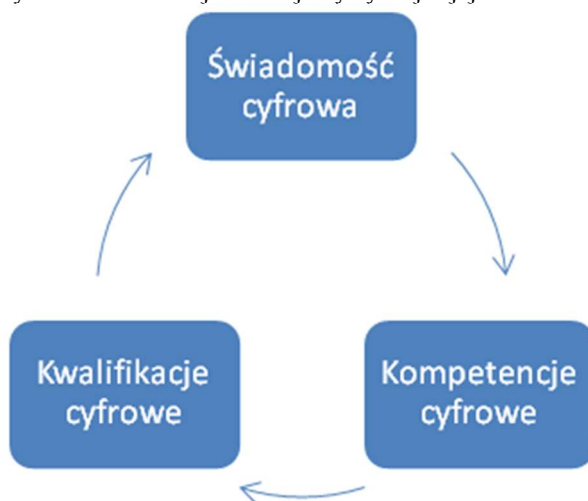 Świadomość
cyfrowa
Kwalifikacje
cyfrowe
Kompetencje
cyfrowe